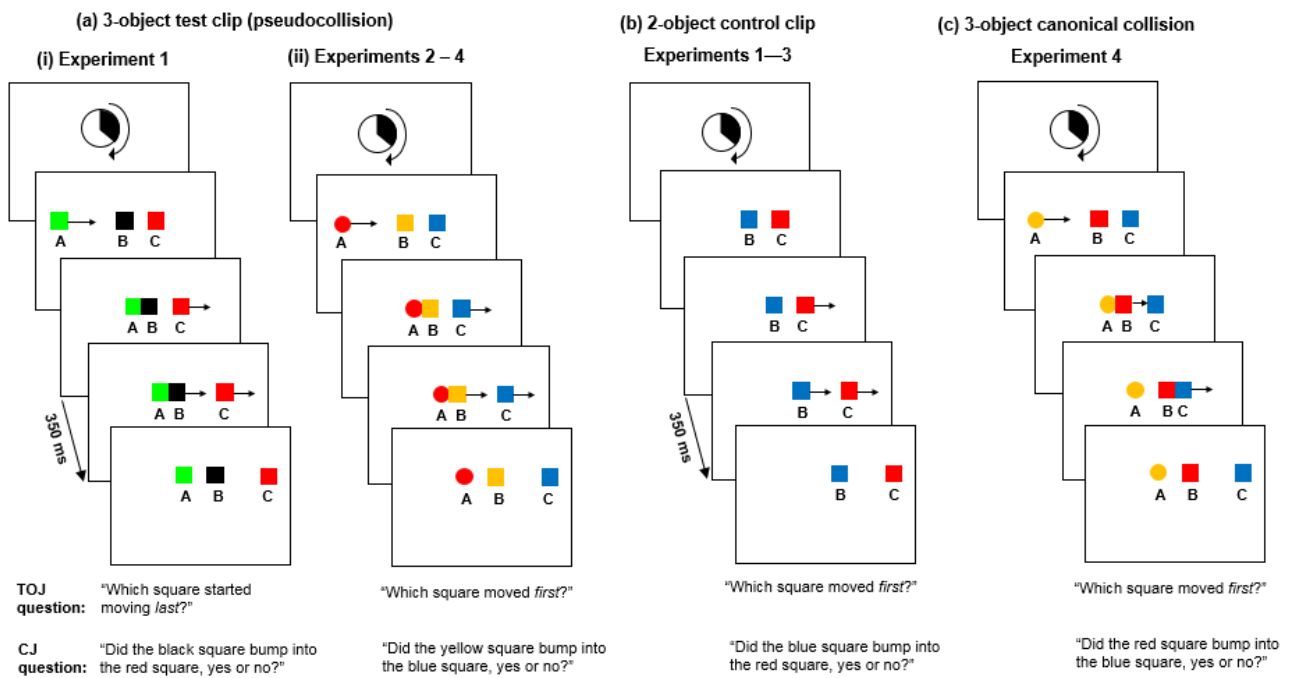 (a) 3-object test clip (pseudocollision)
(b) 2-object control clip
(c) 3-object canonical collision
(i) Experiment 1
(ii) Experiments 2 – 4
Experiments 1—3
Experiment 4
A B C
A B C
B C
A B C
A B C
A B C
B C
A B C
A B C
A B C
B C
A B C
350 ms
350 ms
A B C
A B C
B C
A B C
TOJ
question:
"Which square started
moving last?"
"Which square moved first?"
"Which square moved first?"
"Which square moved first?"
CJ
question:
"Did the black square bump into
the red square, yes or no?"
"Did the yellow square bump into
the blue square, yes or no?"
"Did the blue square bump into
the red square, yes or no?"
"Did the red square bump into
the blue square, yes or no?"